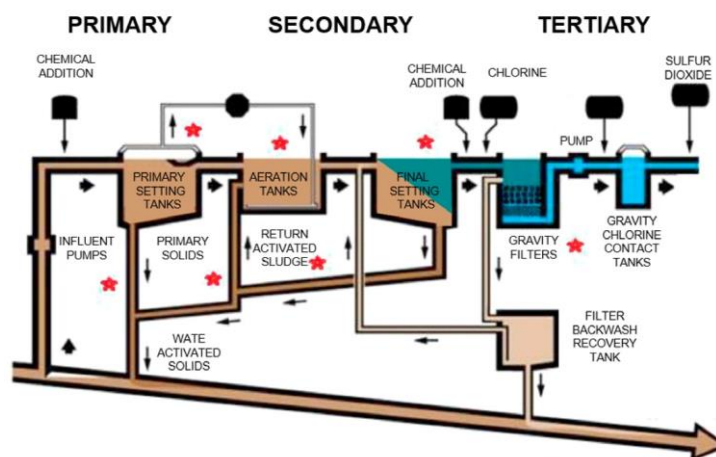 PRIMARY
SECONDARY
TERTIARY
CHEMICAL
ADDITION
CHEMICAL
ADDITION
CHLORINE
SULFUR
DIOXIDE
PUMP
PRIMARY
SETTING
TANKS
AERATION
TANKS
FINAL
SETTING
TANKS
INFLUENT
PUMPS
PRIMARY
SOLIDS
RETURN
ACTIVATED
SLUDGE
GRAVITY
FILTERS
GRAVITY
CHLORINE
CONTACT
TANKS
WATE
ACTIVATED
SOLIDS
FILTER
BACKWASH
RECOVERY
TANK